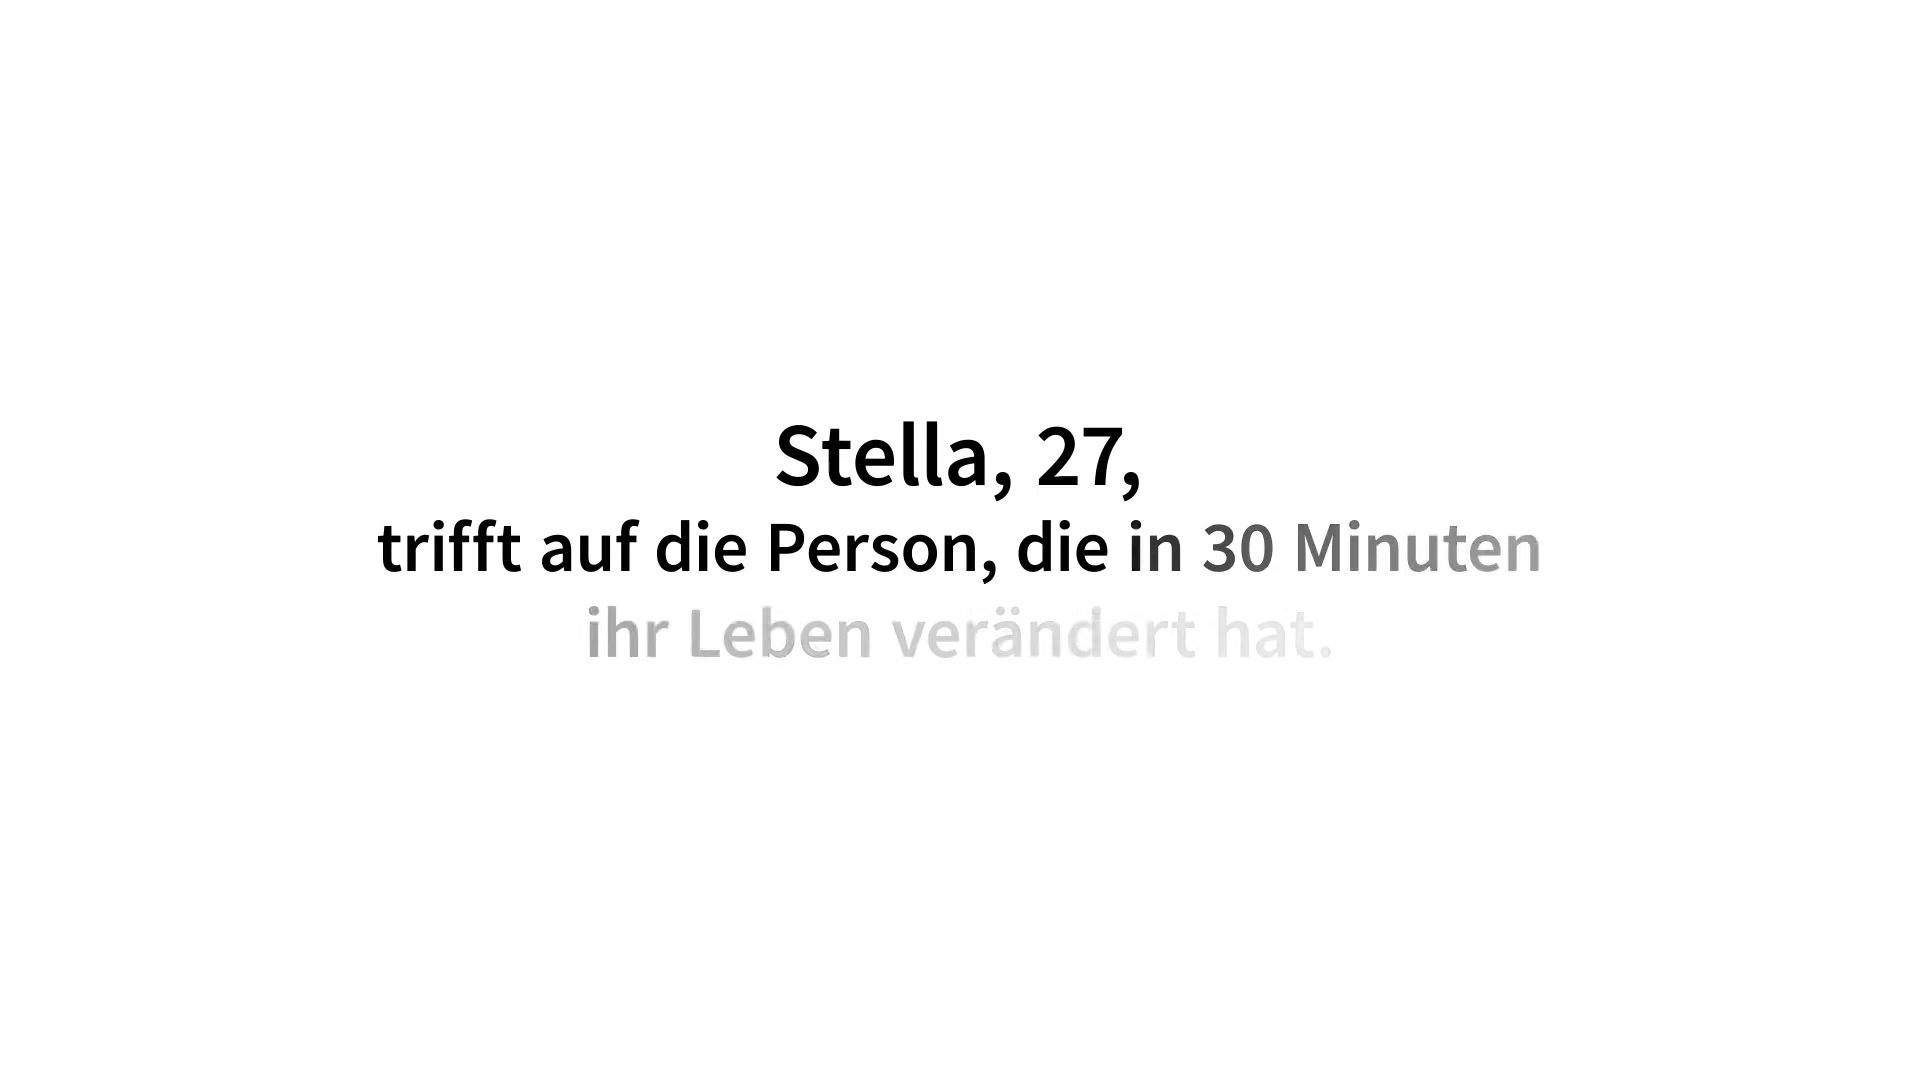 Stella, 27,
trifft auf die Person, die in 30 Minuten
ihr Leben verändert hat.